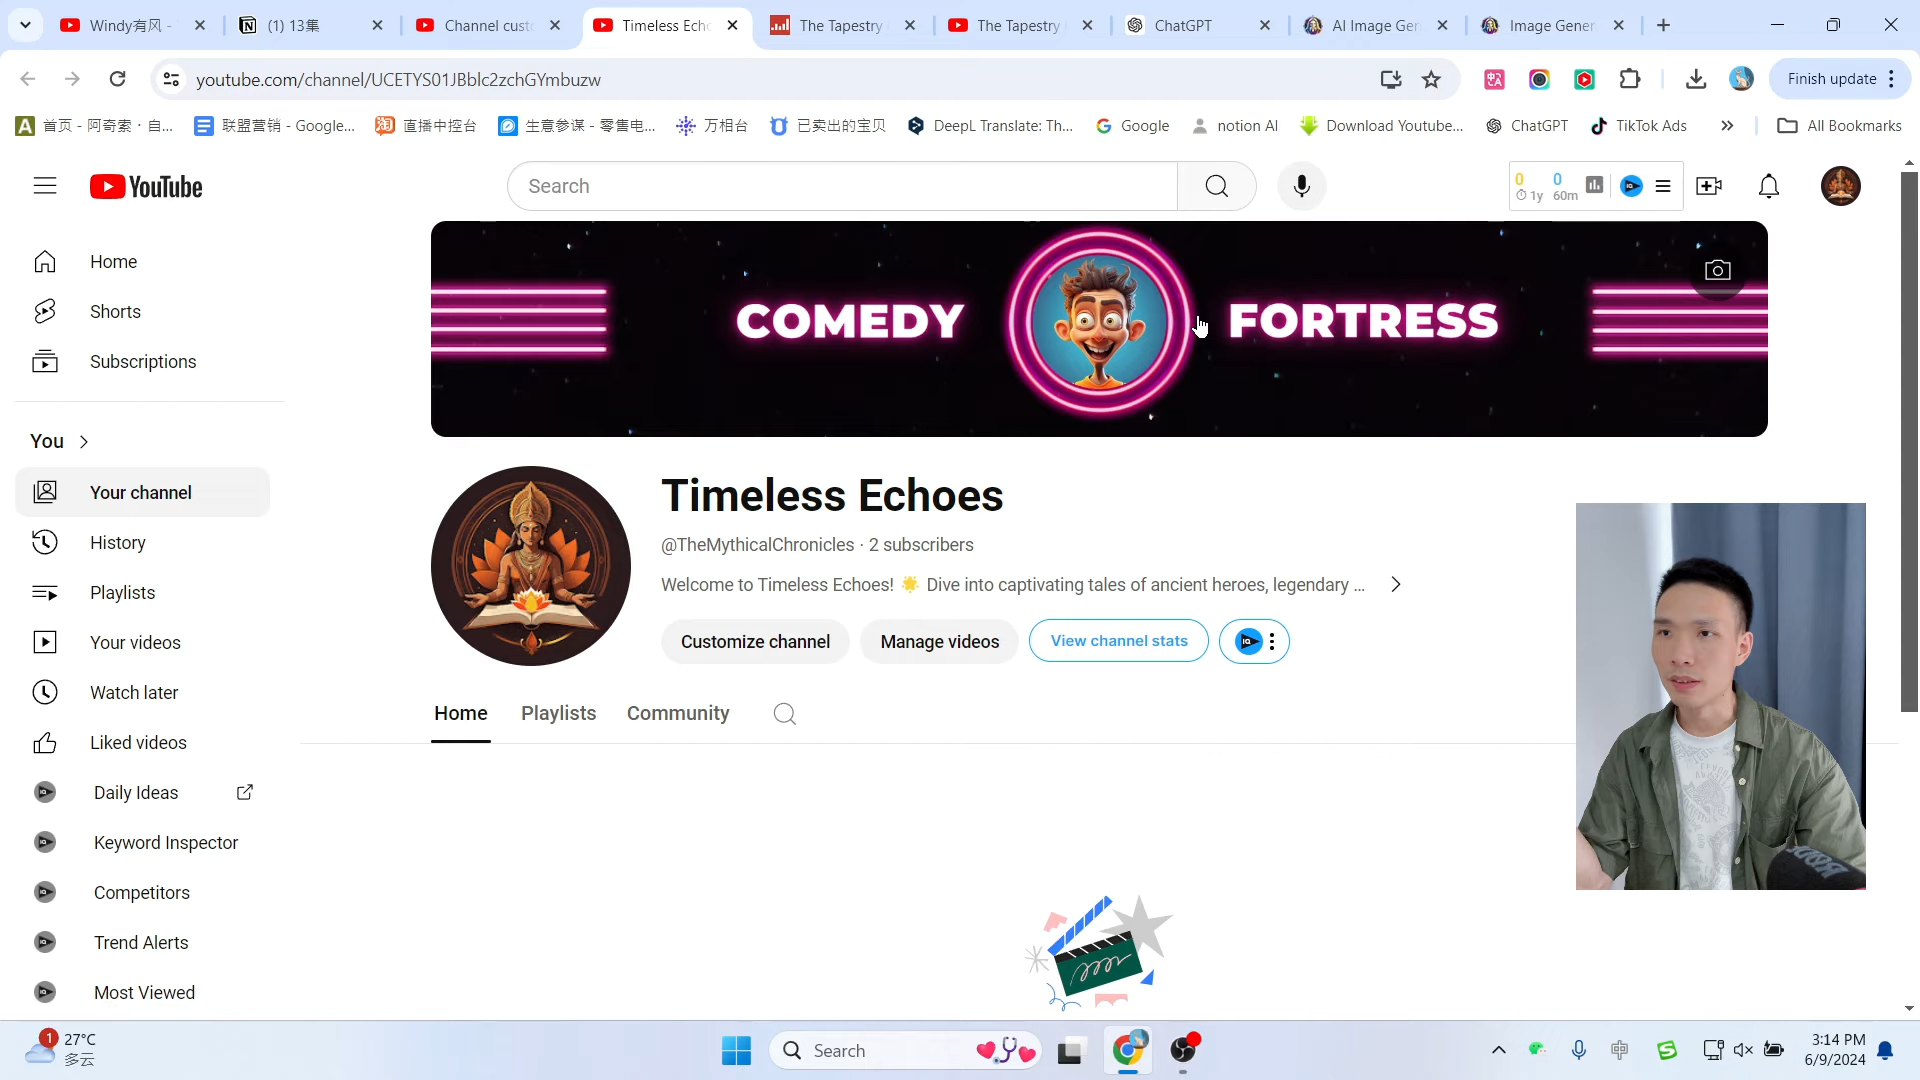 Windy有风 -
(1) 13集
Channel cust
Timeless Echo
The Tapestry
The Tapestry
ChatGPT
AI Image Gen
Image Gener
youtube.com/channel/UCETYS01JBblc2zchGYmbuzw
Finish update
首页 - 阿奇索 · 自...
联盟营销 - Google...
直播中控台
生意参谋 - 零售电...
万相台
已卖出的宝贝
DeepL Translate: Th...
Google
notion AI
Download Youtube...
ChatGPT
TikTok Ads
All Bookmarks
YouTube
Search
0
1y
0
60m
Home
Shorts
Subscriptions
You
Your channel
History
Playlists
Your videos
Watch later
Liked videos
Daily Ideas
Keyword Inspector
Competitors
Trend Alerts
Most Viewed
COMEDY FORTRESS
Timeless Echoes
@TheMythicalChronicles · 2 subscribers
Welcome to Timeless Echoes! 🌟 Dive into captivating tales of ancient heroes, legendary ...
Customize channel
Manage videos
View channel stats
Home
Playlists
Community
1
27°C
多云
Search
中
3:14 PM
6/9/2024